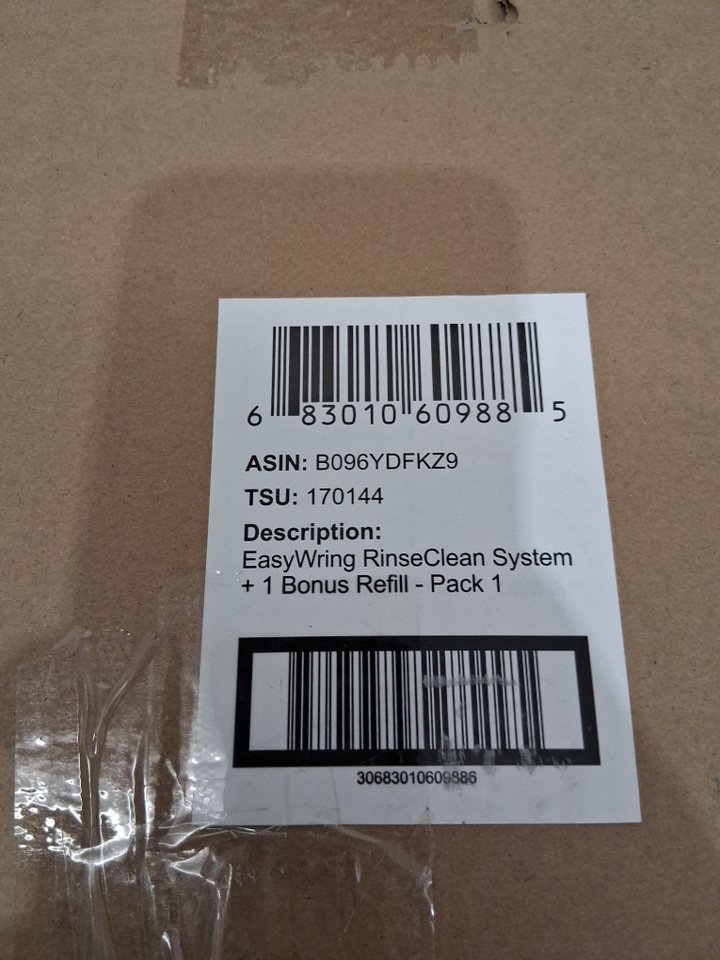 6 83010 60988 5
ASIN: B096YDFKZ9
TSU: 170144
Description:
EasyWring RinseClean System
+ 1 Bonus Refill - Pack 1
30683010609886